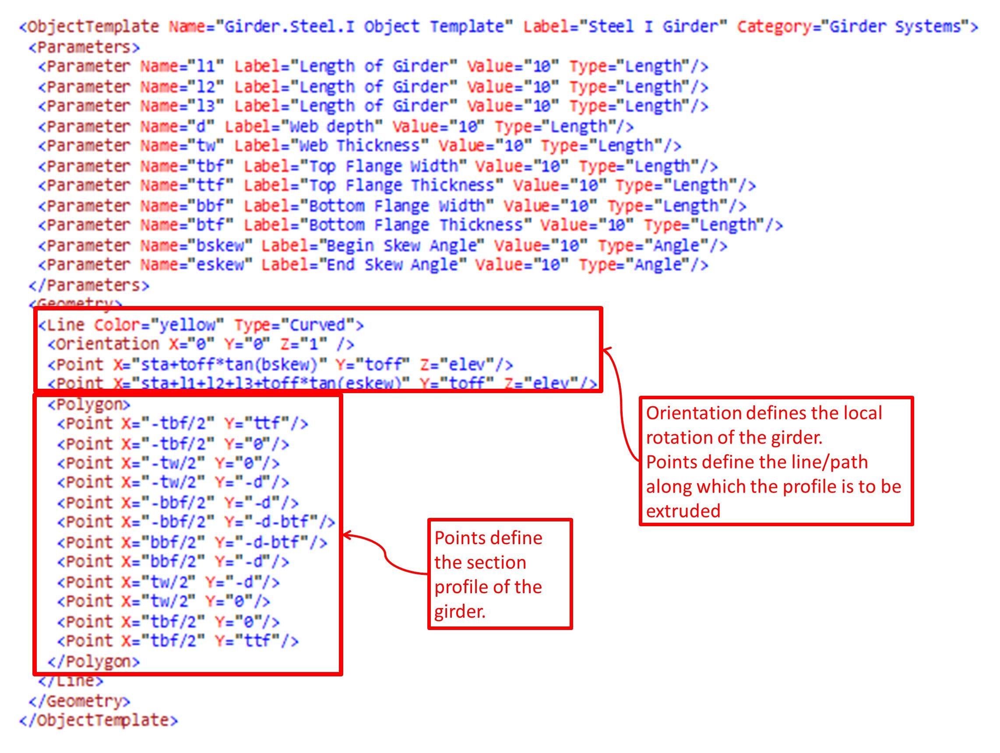 <ObjectTemplate Name="Girder.Steel.I Object Template" Label="Steel I Girder" Category="Girder Systems">
<Parameters>
<Parameter Name="l1" Label="Length of Girder" Value="10" Type="Length"/>
<Parameter Name="l2" Label="Length of Girder" Value="10" Type="Length"/>
<Parameter Name="l3" Label="Length of Girder" Value="10" Type="Length"/>
<Parameter Name="d" Label="Web depth" Value="10" Type="Length"/>
<Parameter Name="tw" Label="Web Thickness" Value="10" Type="Length"/>
<Parameter Name="tbf" Label="Top Flange Width" Value="10" Type="Length"/>
<Parameter Name="ttf" Label="Top Flange Thickness" Value="10" Type="Length"/>
<Parameter Name="bbf" Label="Bottom Flange Width" Value="10" Type="Length"/>
<Parameter Name="btf" Label="Bottom Flange Thickness" Value="10" Type="Length"/>
<Parameter Name="bskew" Label="Begin Skew Angle" Value="10" Type="Angle"/>
<Parameter Name="eskew" Label="End Skew Angle" Value="10" Type="Angle"/>
</Parameters>
<Geometry>
<Line Color="yellow" Type="Curved">
<Orientation X="0" Y="0" Z="1" />
<Point X="sta+toff*tan(bskew)" Y="toff" Z="elev"/>
<Point X="sta+l1+l2+l3+toff*tan(eskew)" Y="toff" Z="elev"/>
<Polygon>
<Point X="-tbf/2" Y="ttf"/>
<Point X="-tbf/2" Y="0"/>
<Point X="-tw/2" Y="0"/>
<Point X="-tw/2" Y="-d"/>
<Point X="-bbf/2" Y="-d"/>
<Point X="-bbf/2" Y="-d-btf"/>
<Point X="bbf/2" Y="-d-btf"/>
<Point X="bbf/2" Y="-d"/>
<Point X="tw/2" Y="-d"/>
<Point X="tw/2" Y="0"/>
<Point X="tbf/2" Y="0"/>
<Point X="tbf/2" Y="ttf"/>
</Polygon>
</Line>
</Geometry>
</ObjectTemplate>
Orientation defines the local
rotation of the girder.
Points define the line/path
along which the profile is to be
extruded
Points define
the section
profile of the
girder.